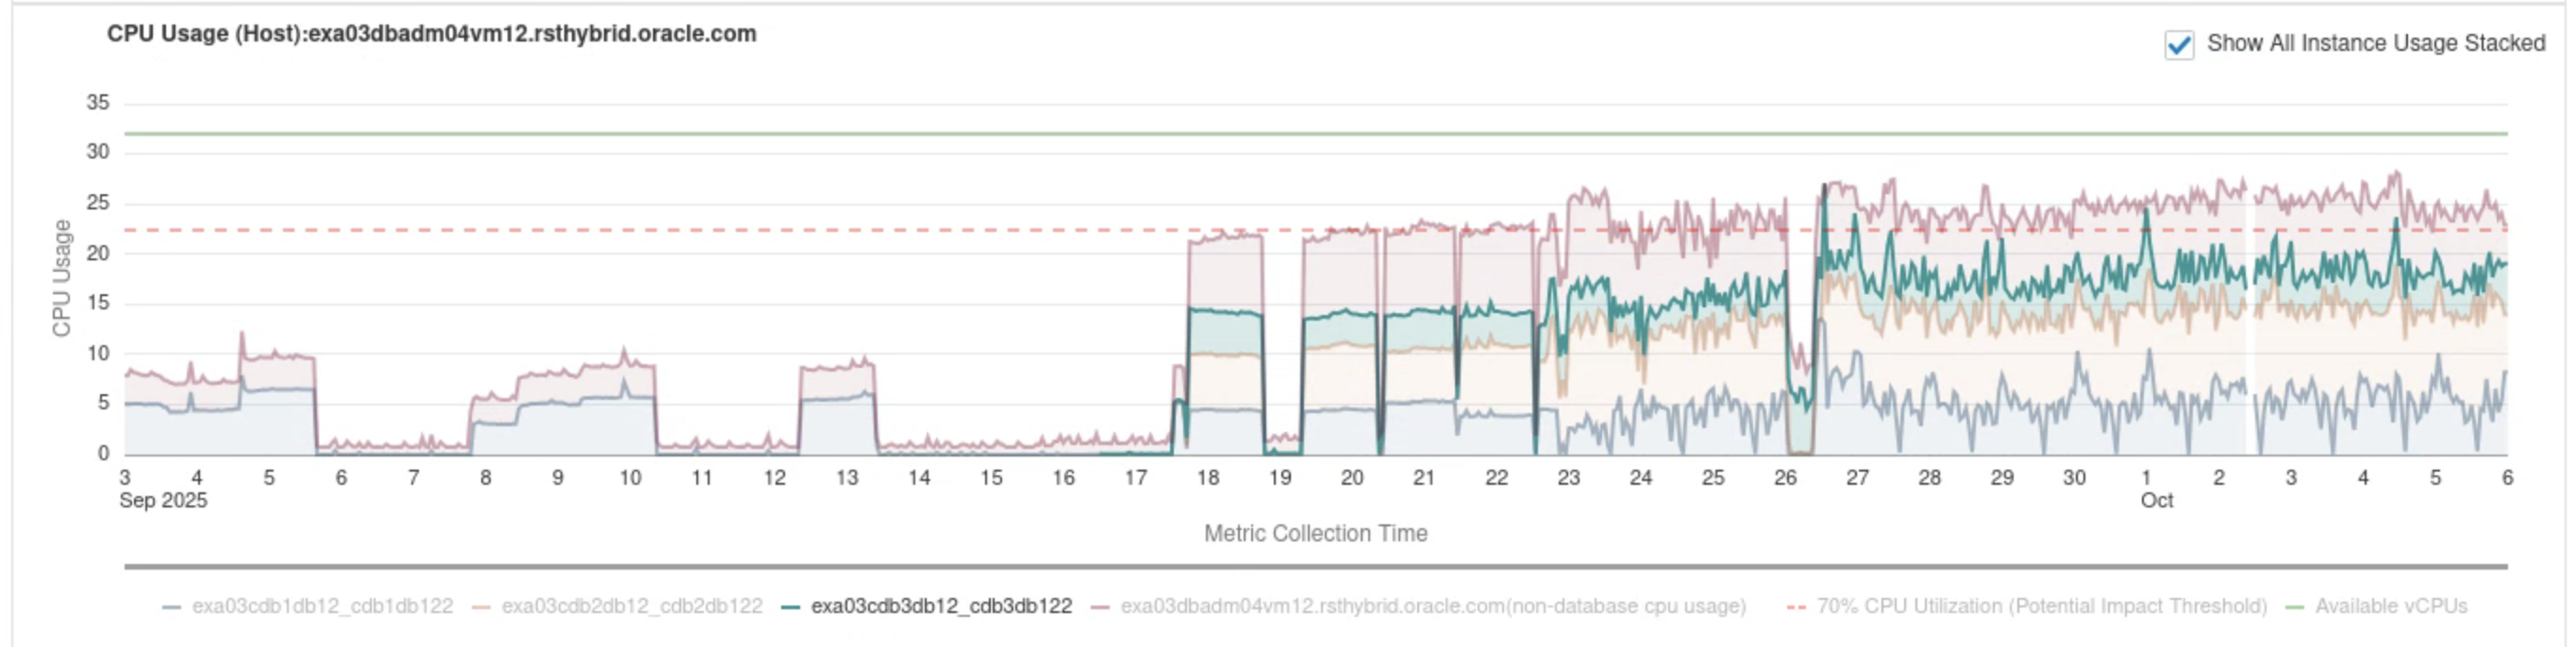 CPU Usage (Host):exa03dbadm04vm12.rsthybrid.oracle.com
Show All Instance Usage Stacked
35
30
25
20
15
10
5
0
CPU Usage
3 4 5 6 7 8 9 10 11 12 13 14 15 16 17 18 19 20 21 22 23 24 25 26 27 28 29 30 1 2 3 4 5 6
Sep 2025 Oct
Metric Collection Time
exa03cdb1db12_cdb1db122 exa03cdb2db12_cdb2db122 exa03cdb3db12_cdb3db122 exa03dbadm04vm12.rsthybrid.oracle.com(non-database cpu usage) 70% CPU Utilization (Potential Impact Threshold) Available vCPUs